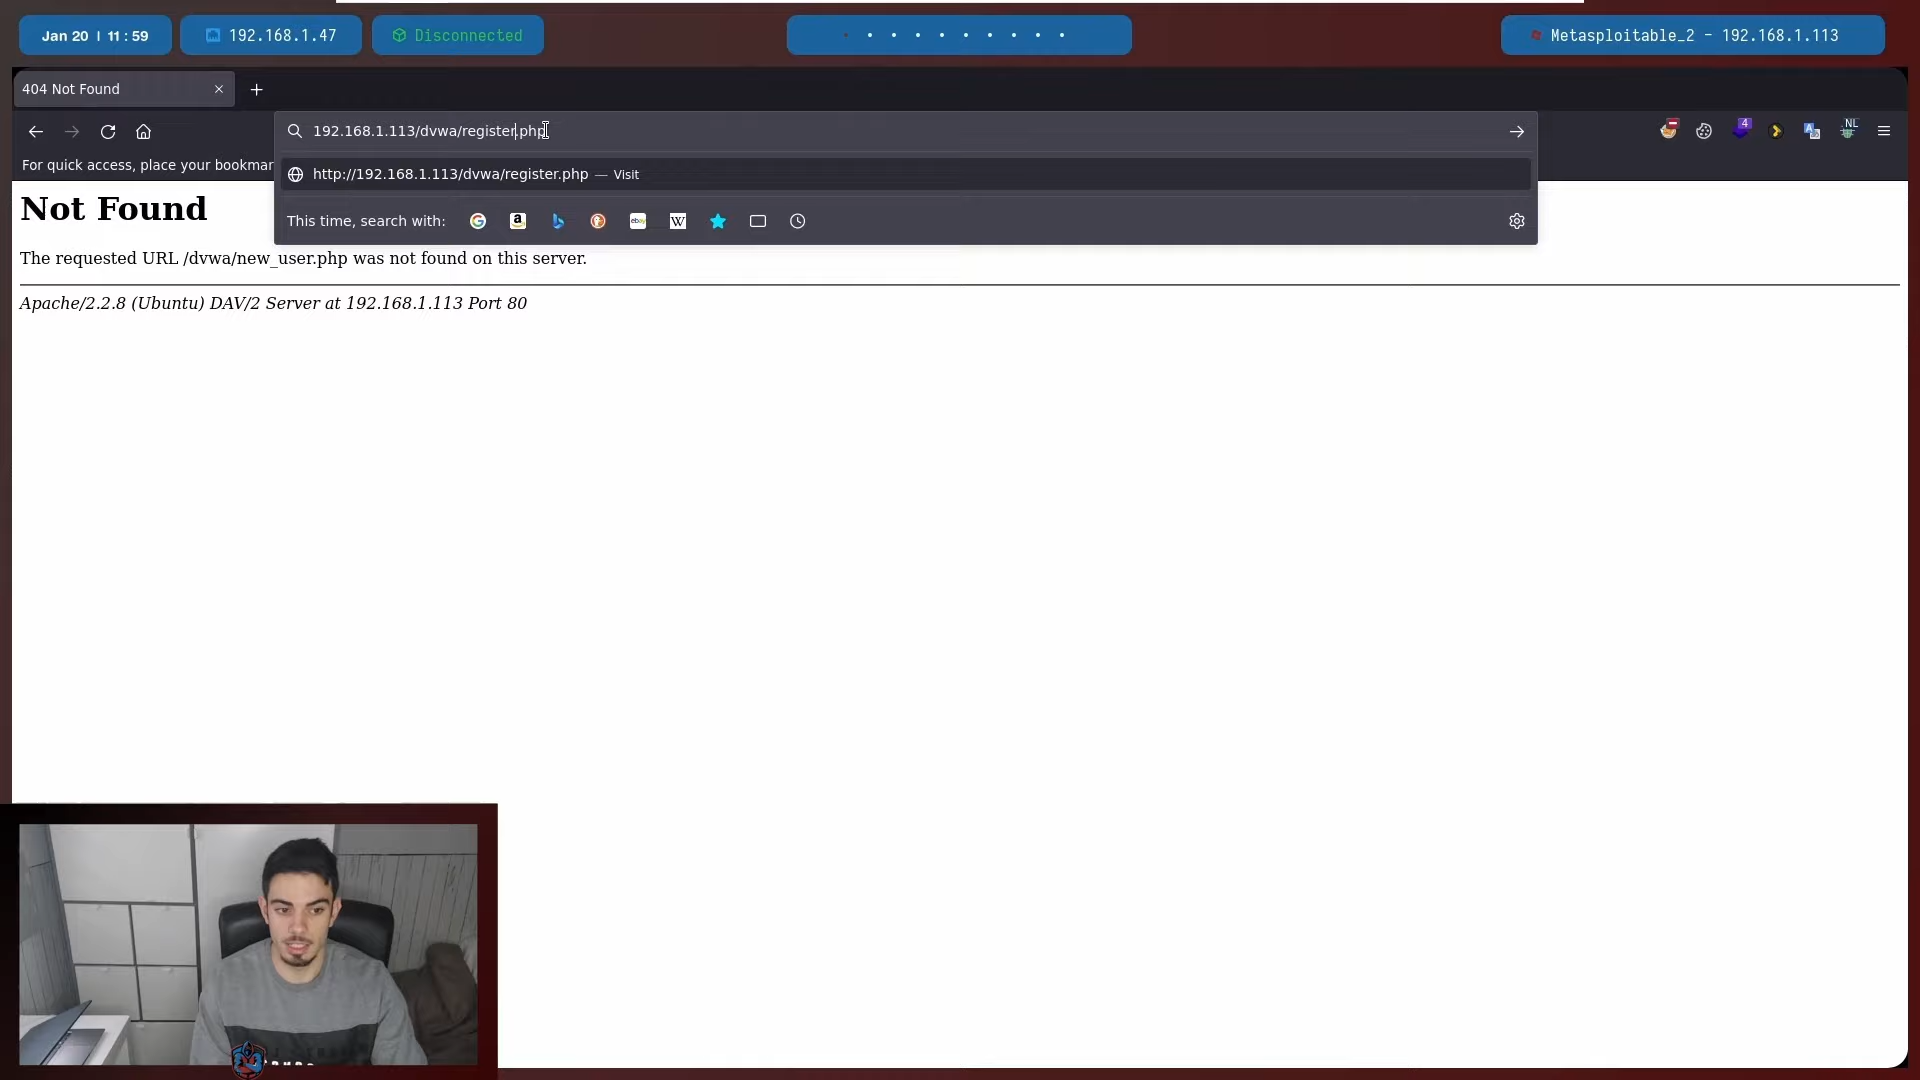 Jan 20 | 11:59
192.168.1.47
Disconnected
Metasploitable_2 - 192.168.1.113
404 Not Found
192.168.1.113/dvwa/register.php
4
NL
For quick access, place your bookmar
http://192.168.1.113/dvwa/register.php — Visit
This time, search with:
Not Found
The requested URL /dvwa/new_user.php was not found on this server.
Apache/2.2.8 (Ubuntu) DAV/2 Server at 192.168.1.113 Port 80